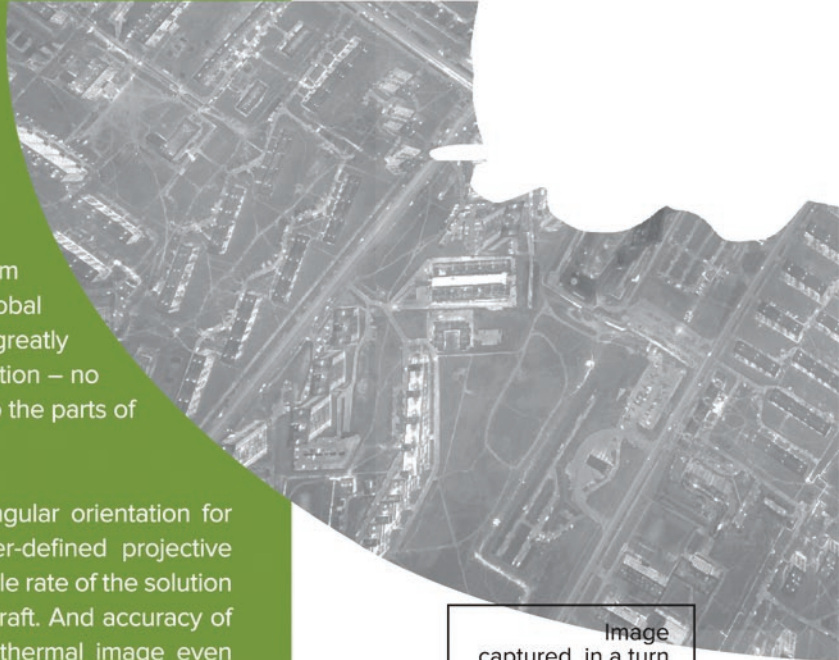 m
obal
greatly
tion – no
o the parts of
ngular orientation for
er-defined projective
le rate of the solution
raft. And accuracy of
thermal image even
Image
captured in a turn